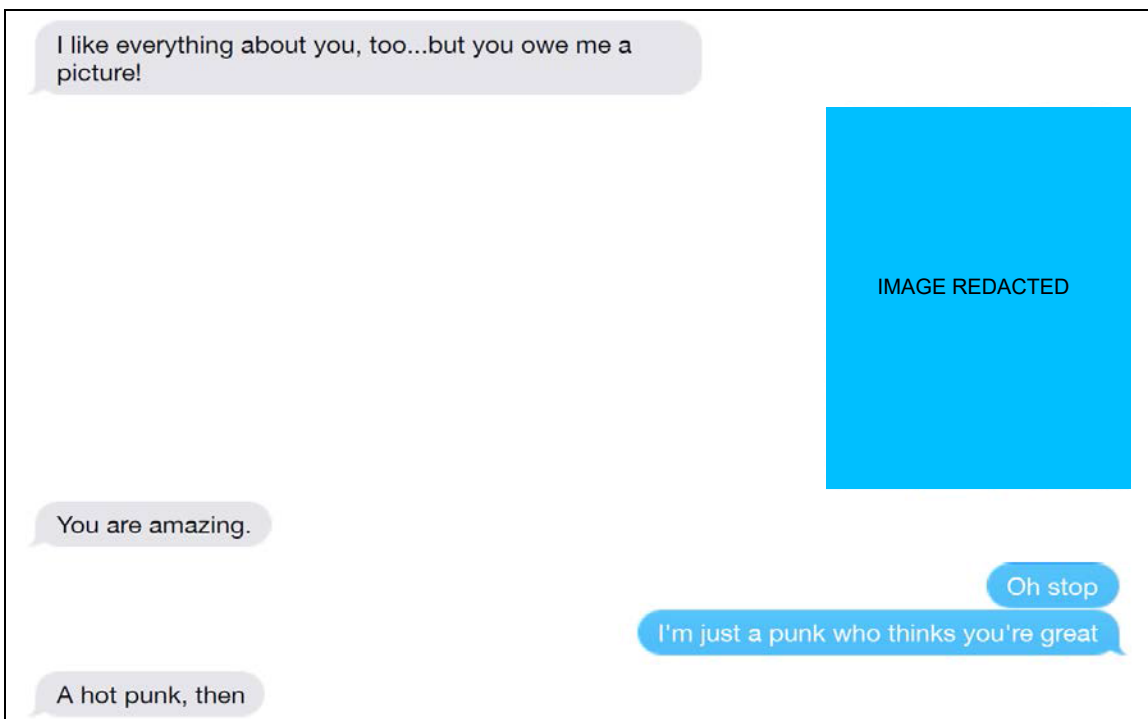 I like everything about you, too...but you owe me a
picture!
IMAGE REDACTED
You are amazing.
Oh stop
I'm just a punk who thinks you're great
A hot punk, then